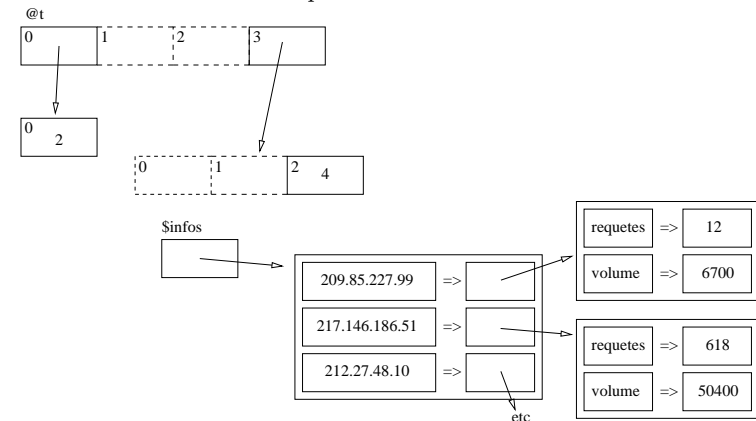 @t
0 1 2 3
0
2
0 1 2 4
$infos
209.85.227.99 =>
217.146.186.51 =>
212.27.48.10 =>
etc
requetes => 12
volume => 6700
requetes => 618
volume => 50400